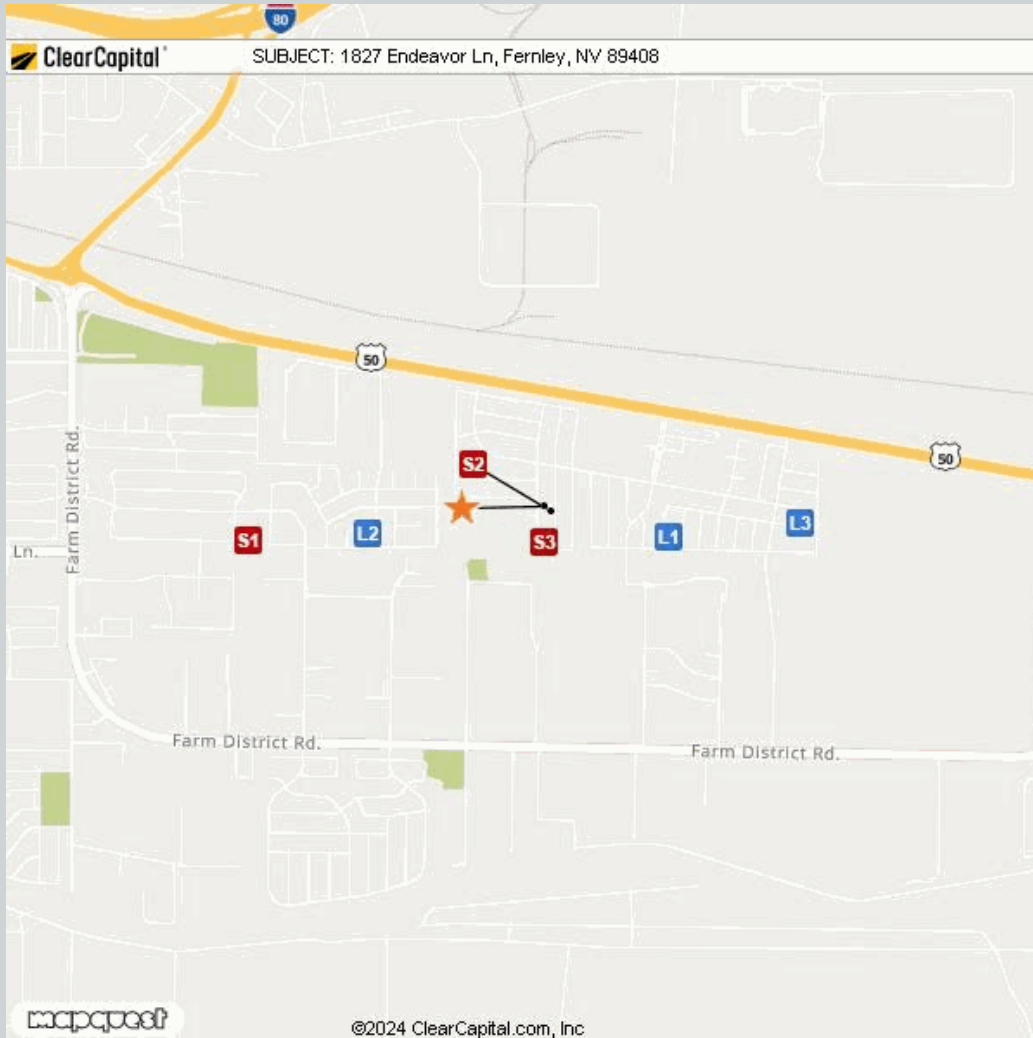 80
ClearCapital
SUBJECT: 1827 Endeavor Ln, Fernley, NV 89408
50
50
Farm District Rd.
S2
S1
L2
S3
L1
L3
Ln.
Farm District Rd.
Farm District Rd.
mapquest
©2024 ClearCapital.com, Inc